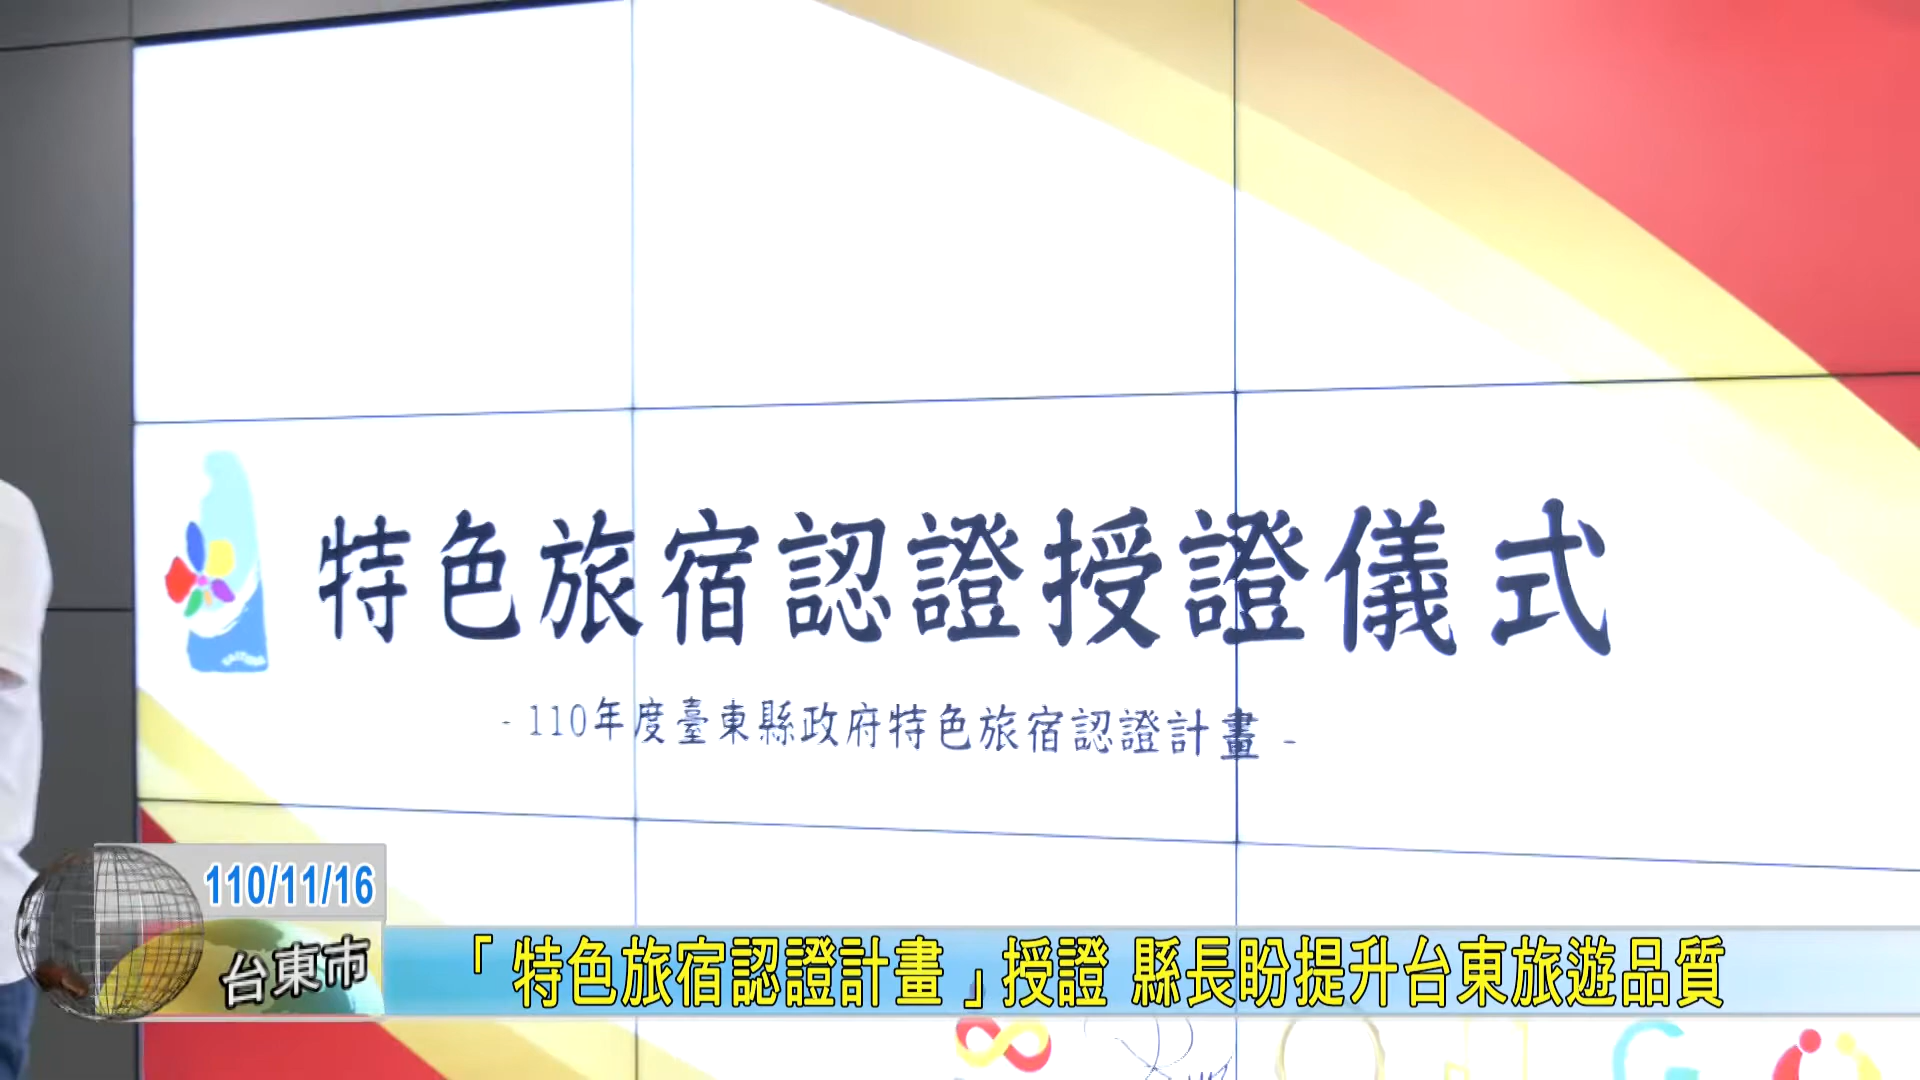 特色旅宿認證授證儀式
- 110年度臺東縣政府特色旅宿認證計畫 -
110/11/16
台東市
「特色旅宿認證計畫」授證 縣長盼提升台東旅遊品質